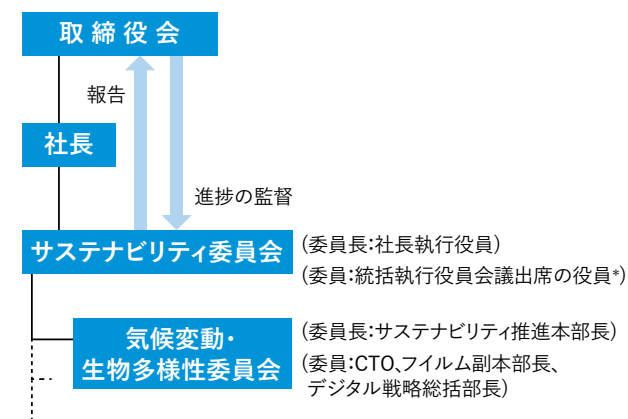 取締役会
報告
社長
進捗の監督
サステナビリティ委員会
(委員長:社長執行役員)
(委員:統括執行役員会議出席の役員*)
気候変動・
生物多様性委員会
(委員長:サステナビリティ推進本部長)
(委員:CTO、フイルム副本部長、
デジタル戦略総括部長)